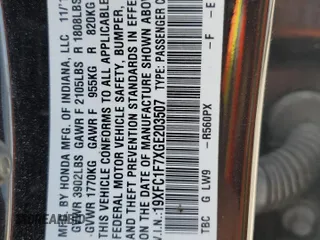 MFD. BY HONDA MFG. OF INDIANA, LLC 11/1
GVWR 3902LBS GAWR F 2105LBS R 1808LBS
GVWR 1770KG GAWR F 955KG R 820KG
THIS VEHICLE CONFORMS TO ALL APPLICABLE
FEDERAL MOTOR VEHICLE SAFETY, BUMPER,
AND THEFT PREVENTION STANDARDS IN EFFECT
ON THE DATE OF MANUFACTURE SHOWN ABOVE
V.I.N.: 19XFC1F7XGE203507 TYPE: PASSENGER C
R560PX F E
TBC G LW9